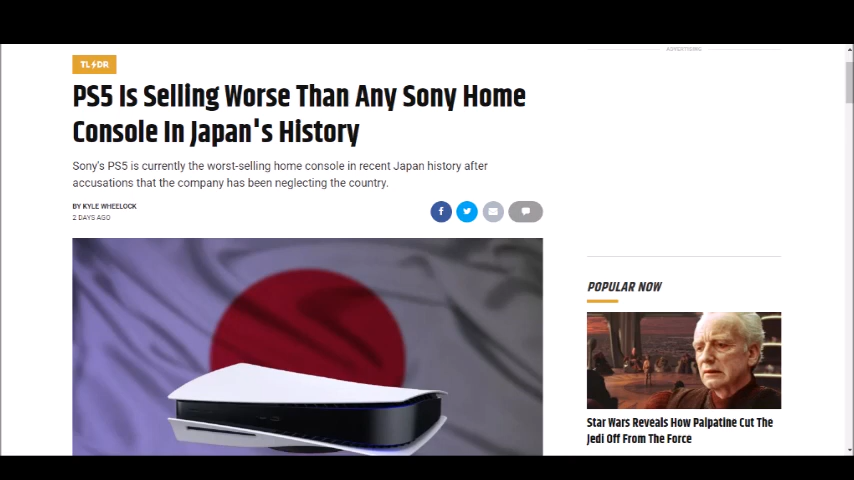 ADVERTISING
TL⚡DR
PS5 Is Selling Worse Than Any Sony Home
Console In Japan's History
Sony's PS5 is currently the worst-selling home console in recent Japan history after
accusations that the company has been neglecting the country.
BY KYLE WHEELOCK
2 DAYS AGO
POPULAR NOW
Star Wars Reveals How Palpatine Cut The
Jedi Off From The Force